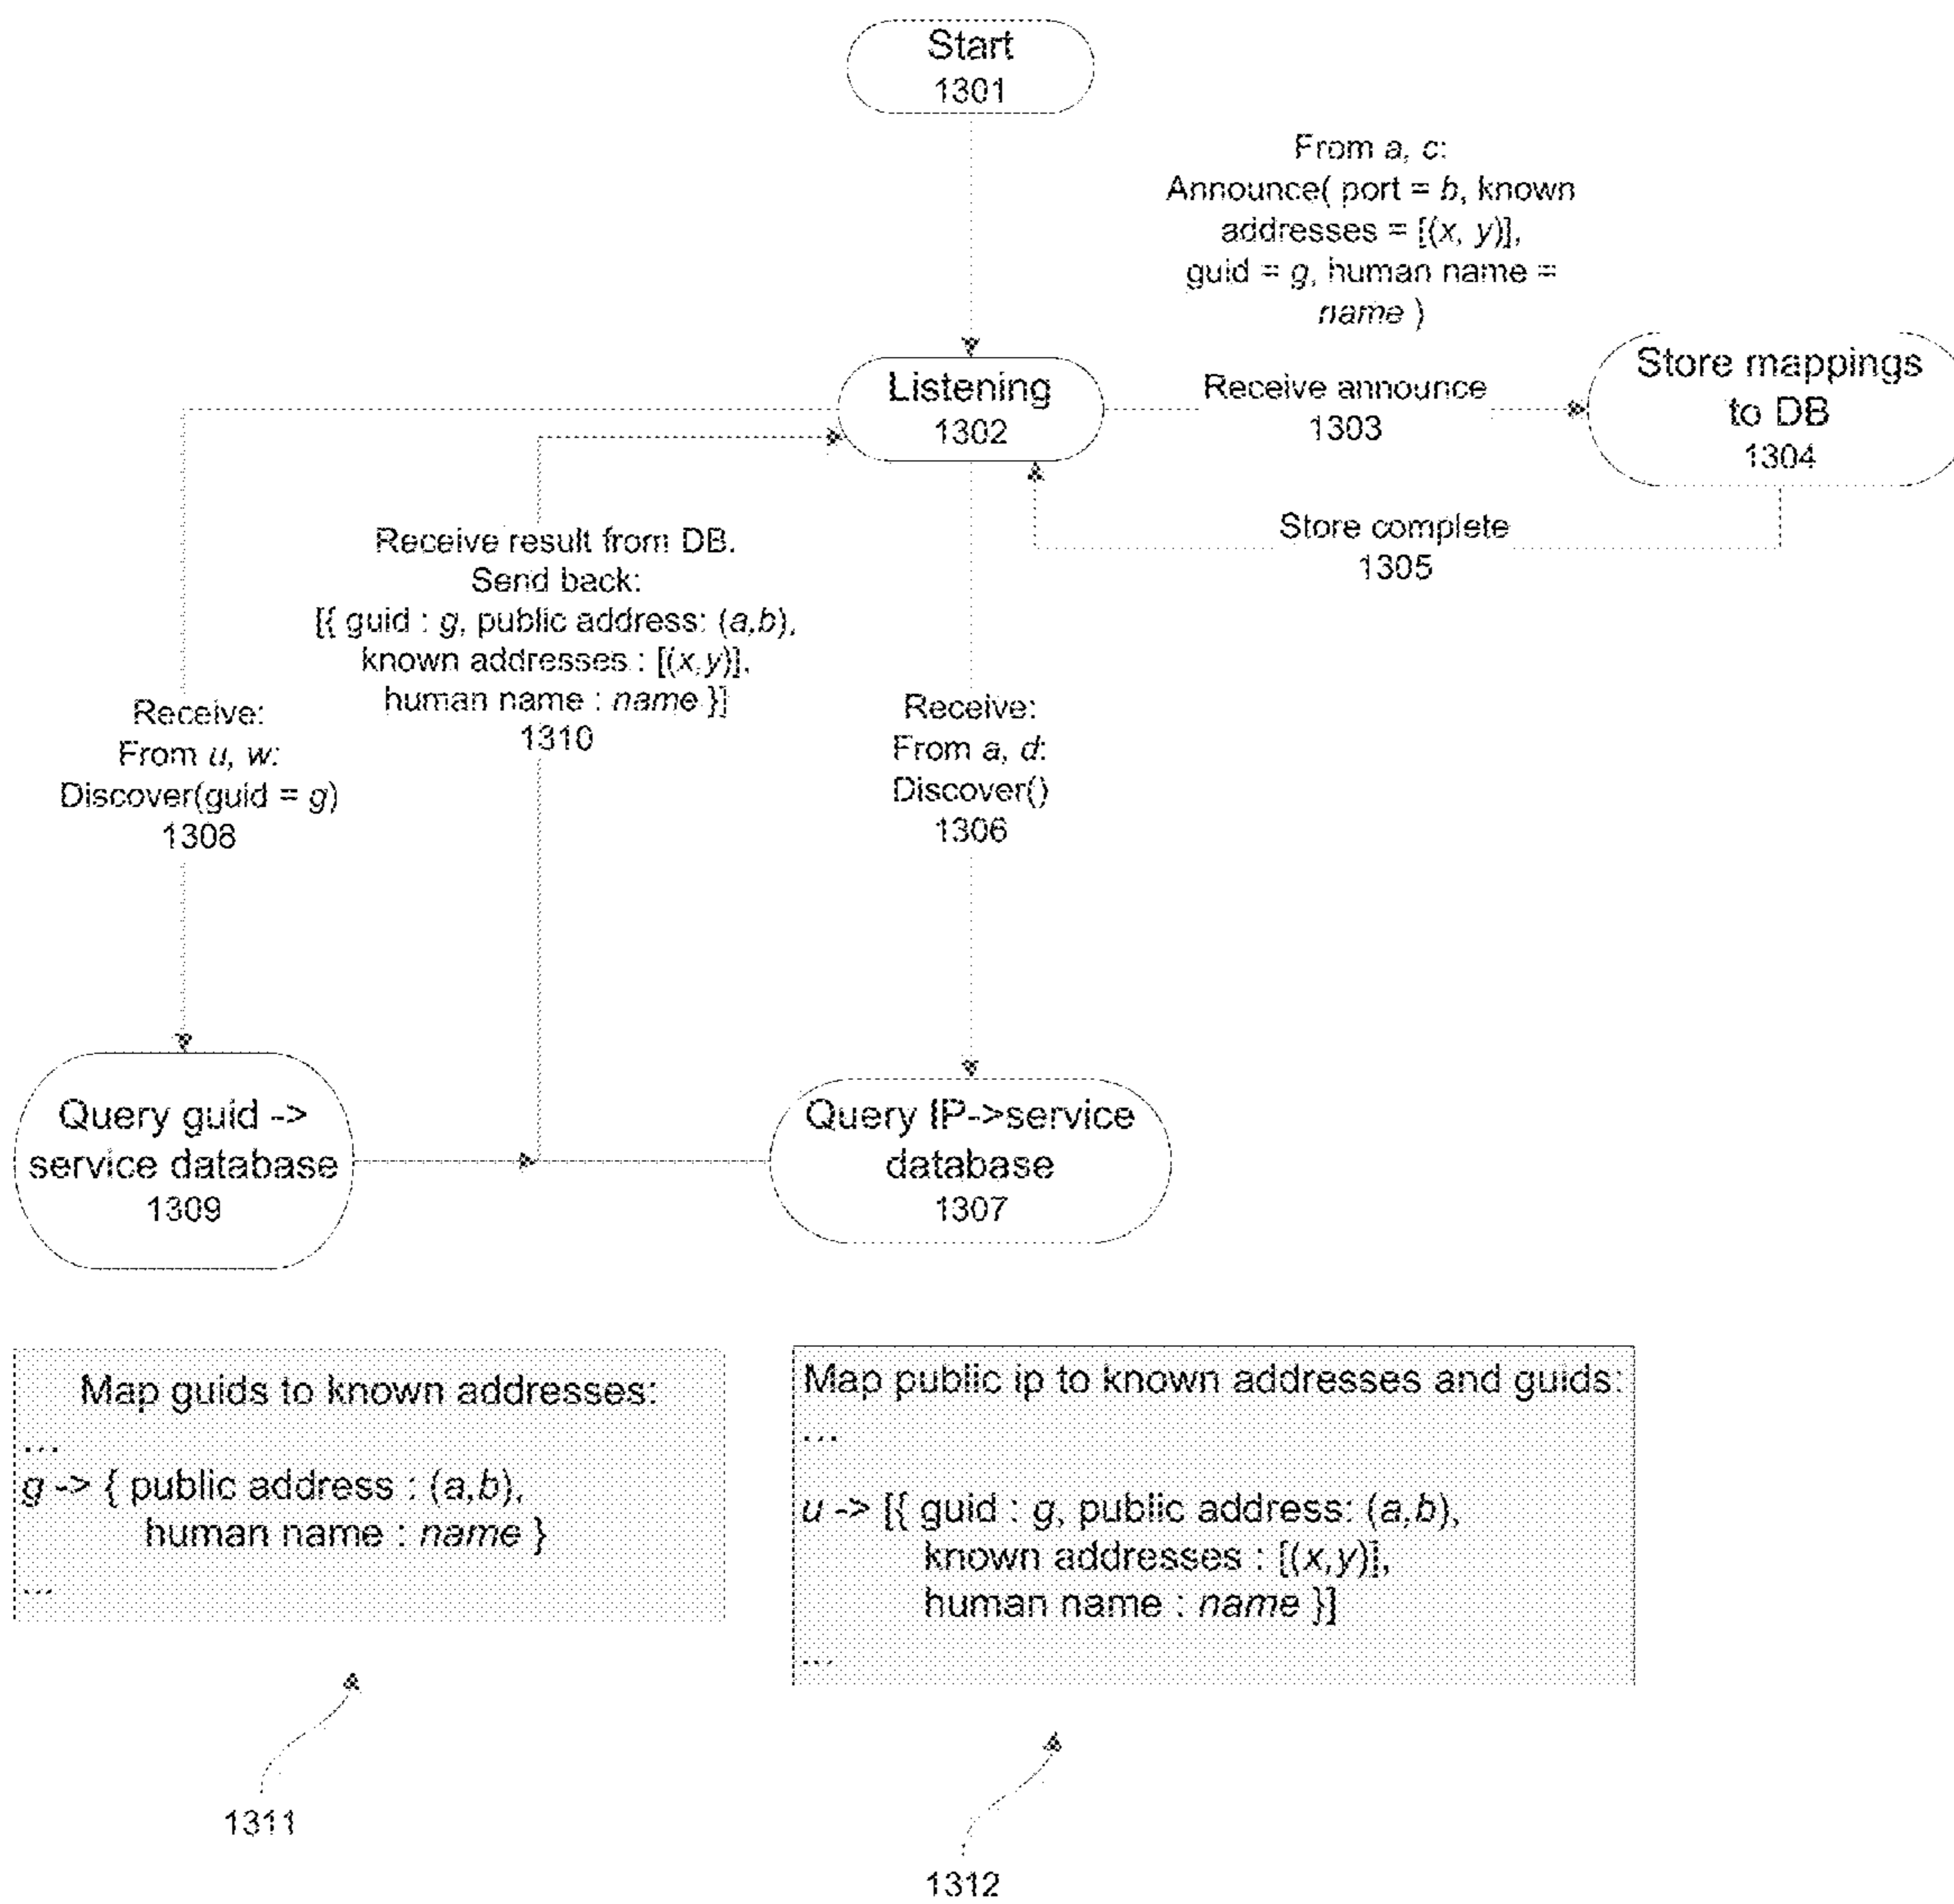 Start
1301
From a, c:
Announce( port = b, known
addresses = [(x, y)],
guid = g, human name =
name )
Listening
1302
Receive announce
1303
Store mappings
to DB
1304
Store complete
1305
Receive result from DB.
Send back:
[{ guid : g, public address: (a,b),
known addresses : [(x,y)],
human name : name }]
1310
Receive:
From u, w:
Discover(guid = g)
1308
Receive:
From a, d:
Discover()
1306
Query guid ->
service database
1309
Query IP->service
database
1307
Map guids to known addresses:
...
g -> { public address : (a,b),
human name : name }
...
Map public ip to known addresses and guids:
...
u -> [{ guid : g, public address: (a,b),
known addresses : [(x,y)],
human name : name }]
...
1311
1312